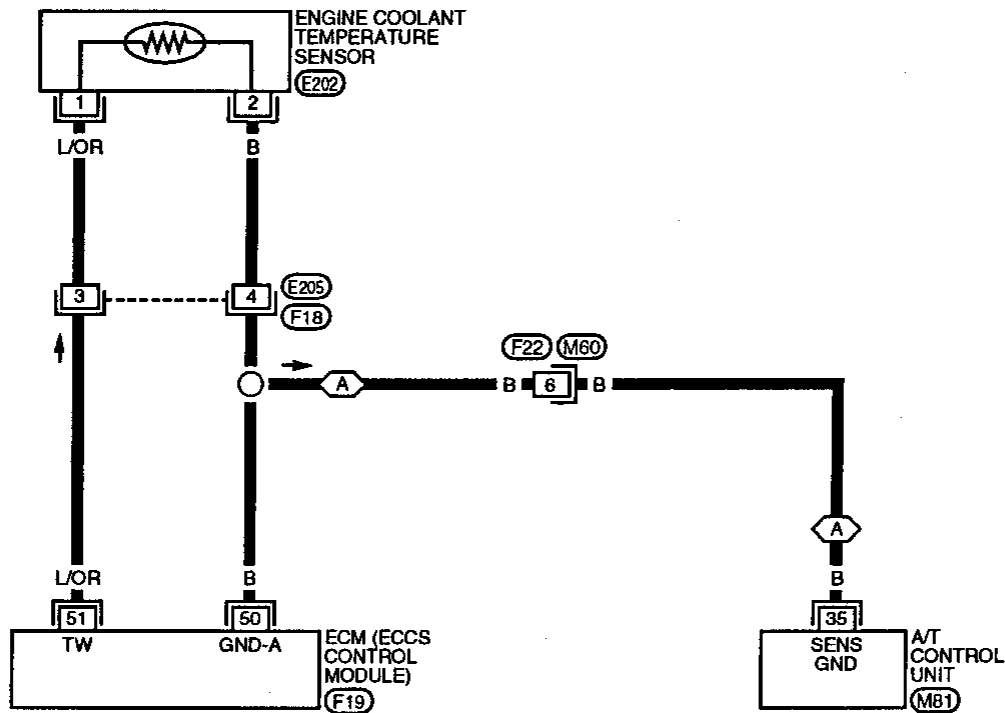 ENGINE COOLANT
TEMPERATURE
SENSOR
E202
1
2
L/OR
B
3
4
E205
F18
F22
M60
A
B
6
B
A
L/OR
B
B
51
50
35
TW
GND-A
ECM (ECCS
CONTROL
MODULE)
F19
SENS
GND
A/T
CONTROL
UNIT
M81